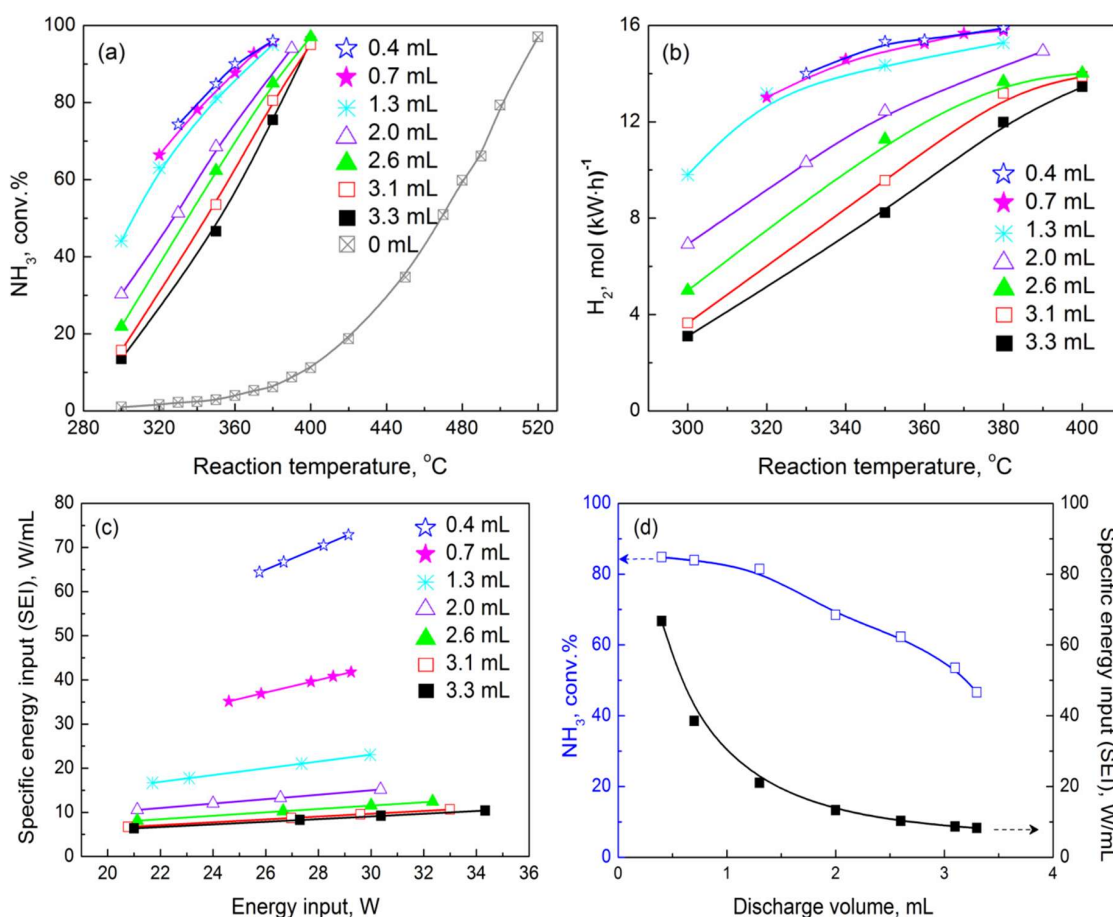 (a)
NH₃, conv.%
100
80
60
40
20
0
280 320 360 400 440 480 520
Reaction temperature, °C
0.4 mL
0.7 mL
1.3 mL
2.0 mL
2.6 mL
3.1 mL
3.3 mL
0 mL
(b)
H₂, mol (kW·h)⁻¹
16
12
8
4
0
300 320 340 360 380 400
Reaction temperature, °C
0.4 mL
0.7 mL
1.3 mL
2.0 mL
2.6 mL
3.1 mL
3.3 mL
(c)
Specific energy input (SEI), W/mL
80
70
60
50
40
30
20
10
0
20 22 24 26 28 30 32 34 36
Energy input, W
0.4 mL
0.7 mL
1.3 mL
2.0 mL
2.6 mL
3.1 mL
3.3 mL
(d)
NH₃, conv.%
100
80
60
40
20
0
0 1 2 3 4
Discharge volume, mL
100
80
60
40
20
0
Specific energy
input (SEI), W/mL